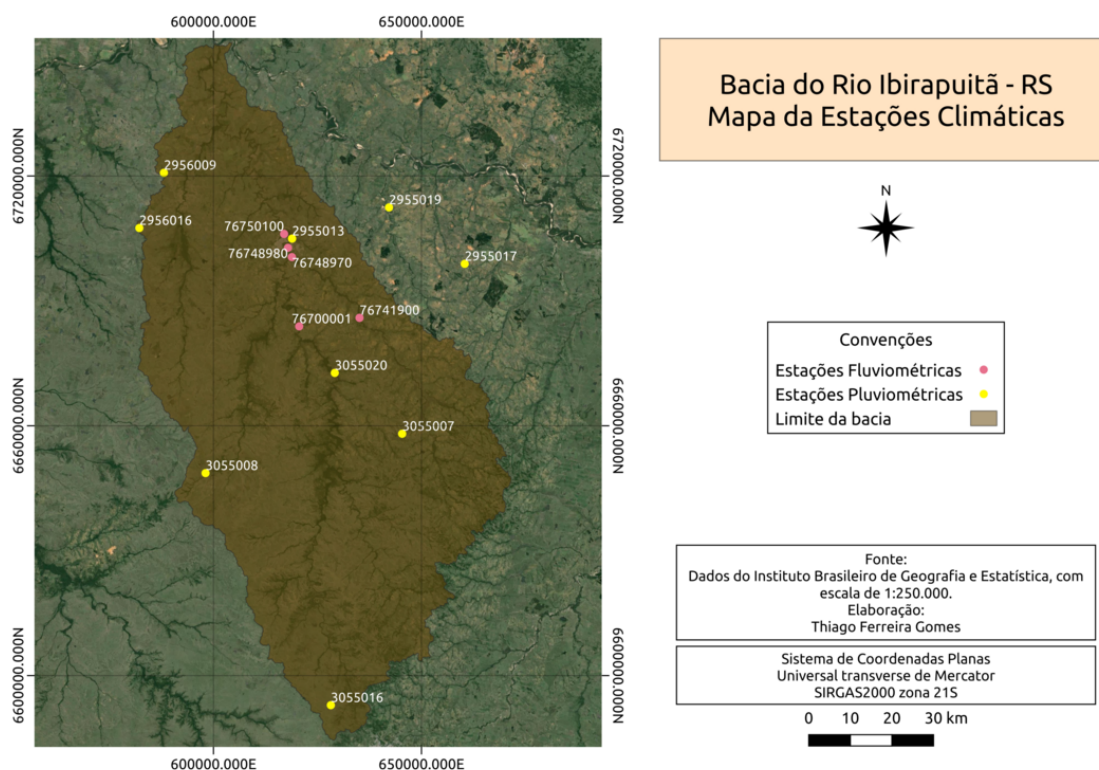 600000.000E 650000.000E
Bacia do Rio Ibirapuitã - RS
Mapa da Estações Climáticas
6720000.000N
6720000.000N
2956009
2955019
2956016
76750100
2955013
76748980
76748970
2955017
N
76741900
76700001
3055020
Convenções
Estações Fluviométricas
Estações Pluviométricas
Limite da bacia
6660000.000N
6660000.000N
3055007
3055008
Fonte:
Dados do Instituto Brasileiro de Geografia e Estatística, com
escala de 1:250.000.
Elaboração:
Thiago Ferreira Gomes
Sistema de Coordenadas Planas
Universal transverse de Mercator
SIRGAS2000 zona 21S
6600000.000N
6600000.000N
3055016
0 10 20 30 km
600000.000E 650000.000E